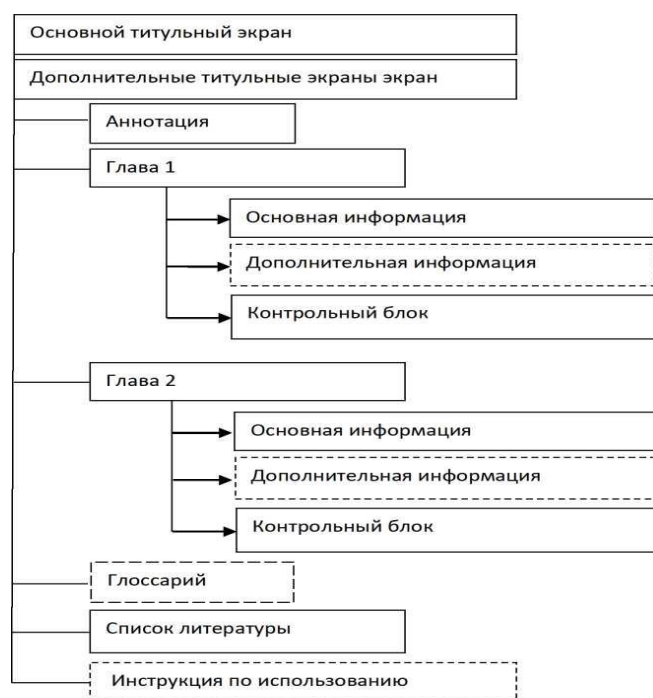 Основной титульный экран
Дополнительные титульные экраны экран
Аннотация
Глава 1
Основная информация
Дополнительная информация
Контрольный блок
Глава 2
Основная информация
Дополнительная информация
Контрольный блок
Глоссарий
Список литературы
Инструкция по использованию